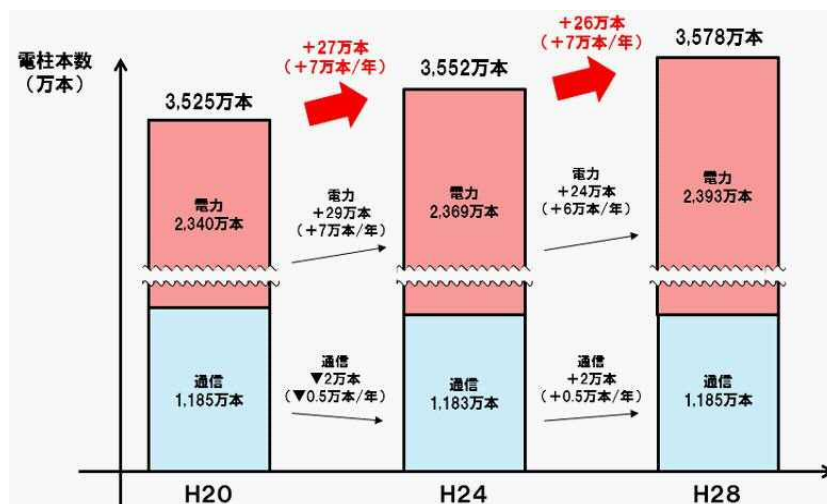 電柱本数
（万本）
3,525万本
+27万本
（+7万本/年）
3,552万本
+26万本
（+7万本/年）
3,578万本
電力
2,340万本
電力
+29万本
（+7万本/年）
電力
2,369万本
電力
+24万本
（+6万本/年）
電力
2,393万本
通信
1,185万本
通信
▼2万本
（▼0.5万本/年）
通信
1,183万本
通信
+2万本
（+0.5万本/年）
通信
1,185万本
H20
H24
H28